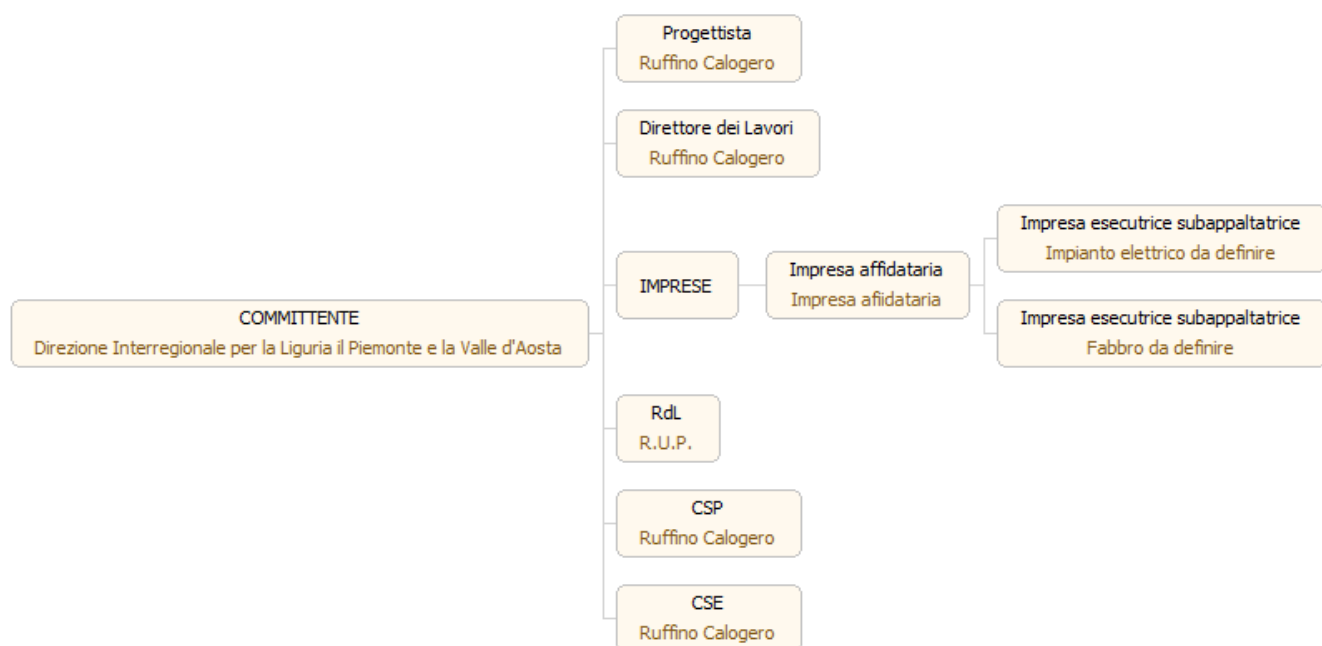 Progettista
Ruffino Calogero
Direttore dei Lavori
Ruffino Calogero
Impresa esecutrice subappaltatrice
Impianto elettrico da definire
Impresa affidataria
Impresa afiidataria
IMPRESE
COMMITTENTE
Direzione Interregionale per la Liguria il Piemonte e la Valle d'Aosta
Impresa esecutrice subappaltatrice
Fabbro da definire
RdL
R.U.P.
CSP
Ruffino Calogero
CSE
Ruffino Calogero